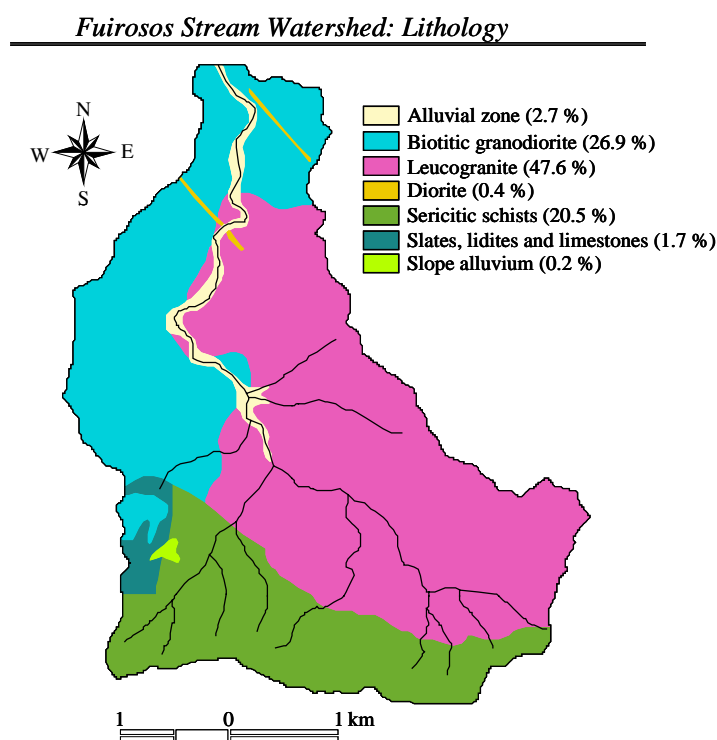 Fuirosos Stream Watershed: Lithology
N
W
E
S
Alluvial zone (2.7 %)
Biotitic granodiorite (26.9 %)
Leucogranite (47.6 %)
Diorite (0.4 %)
Sericitic schists (20.5 %)
Slates, lidites and limestones (1.7 %)
Slope alluvium (0.2 %)
1 0 1 km